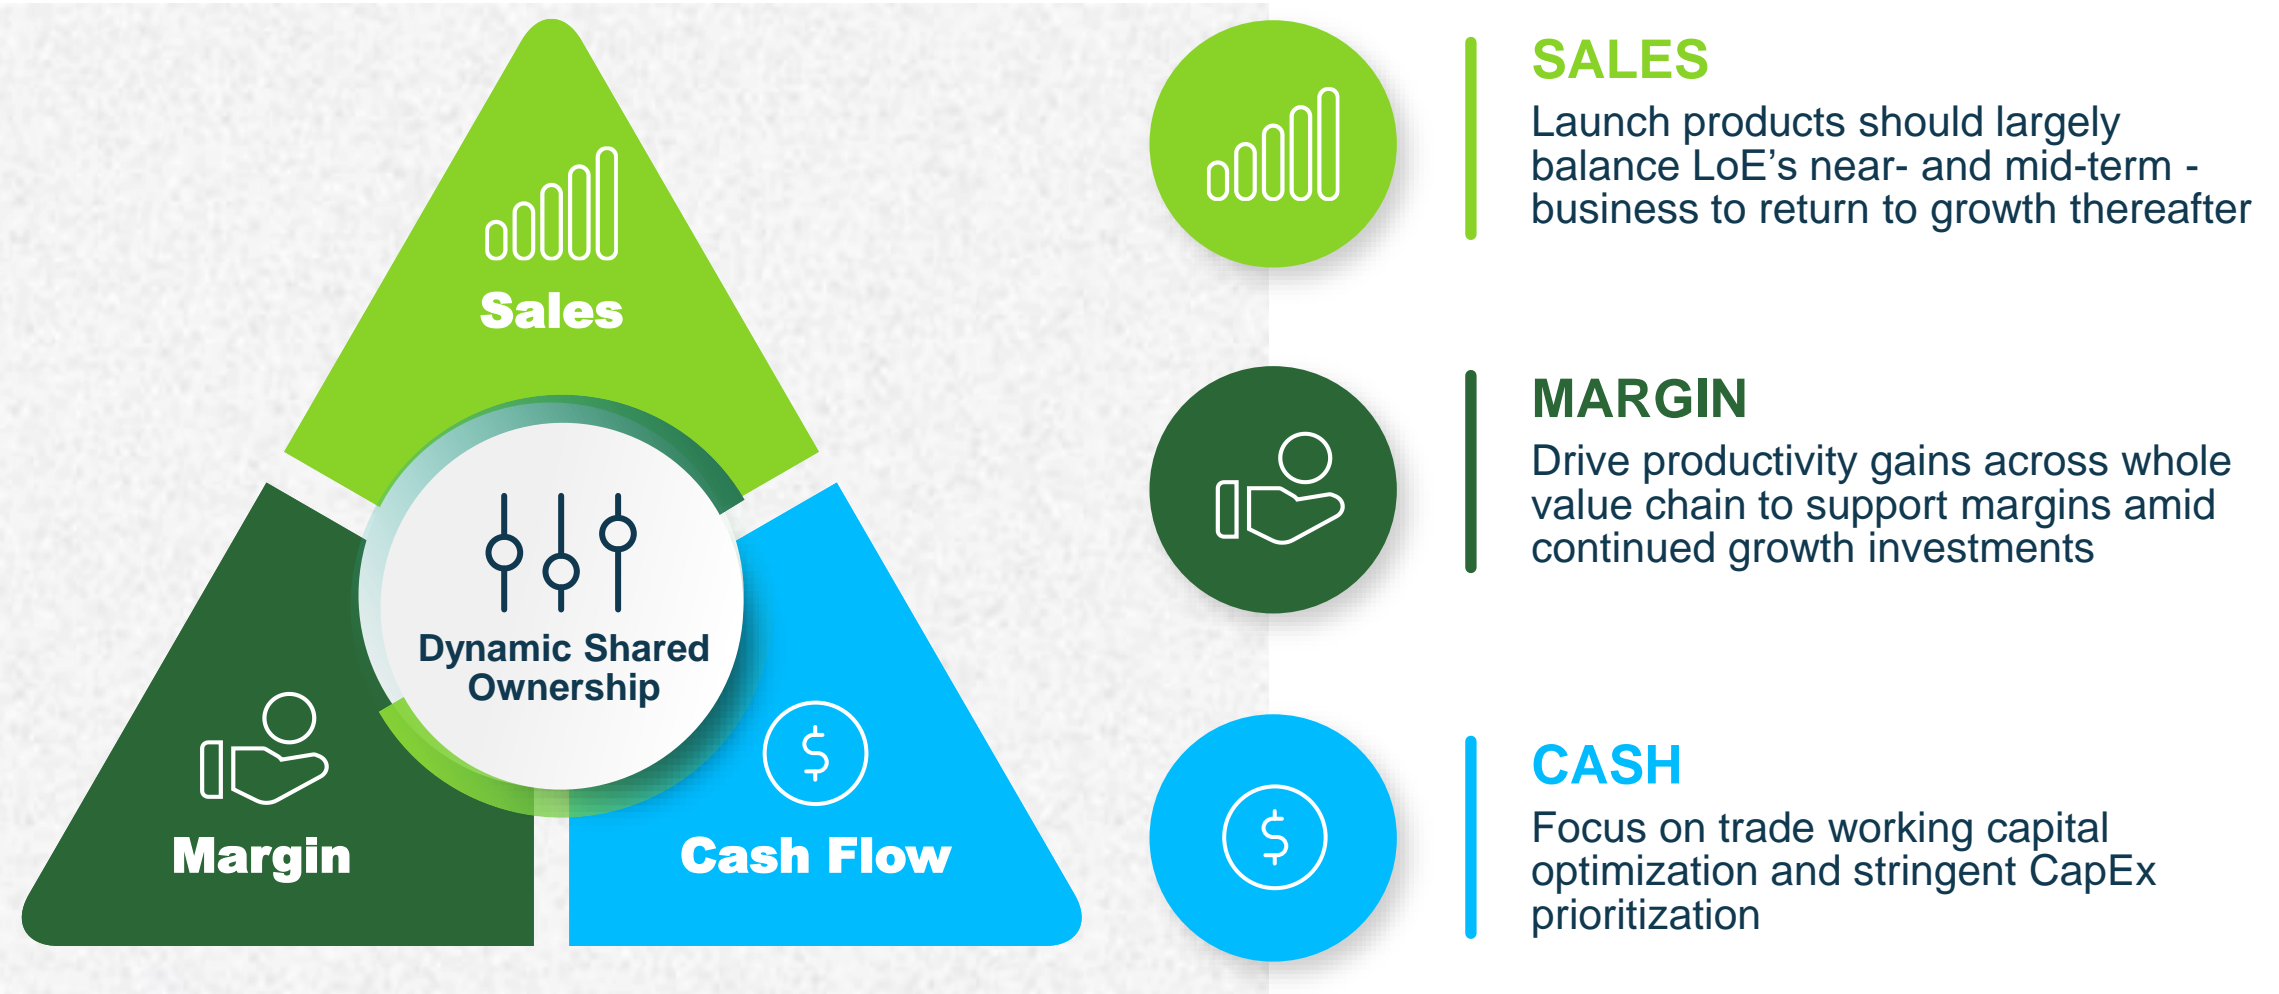 Sales
Dynamic Shared
Ownership
Margin
Cash Flow
SALES
Launch products should largely
balance LoE’s near- and mid-term -
business to return to growth thereafter
MARGIN
Drive productivity gains across whole
value chain to support margins amid
continued growth investments
CASH
Focus on trade working capital
optimization and stringent CapEx
prioritization